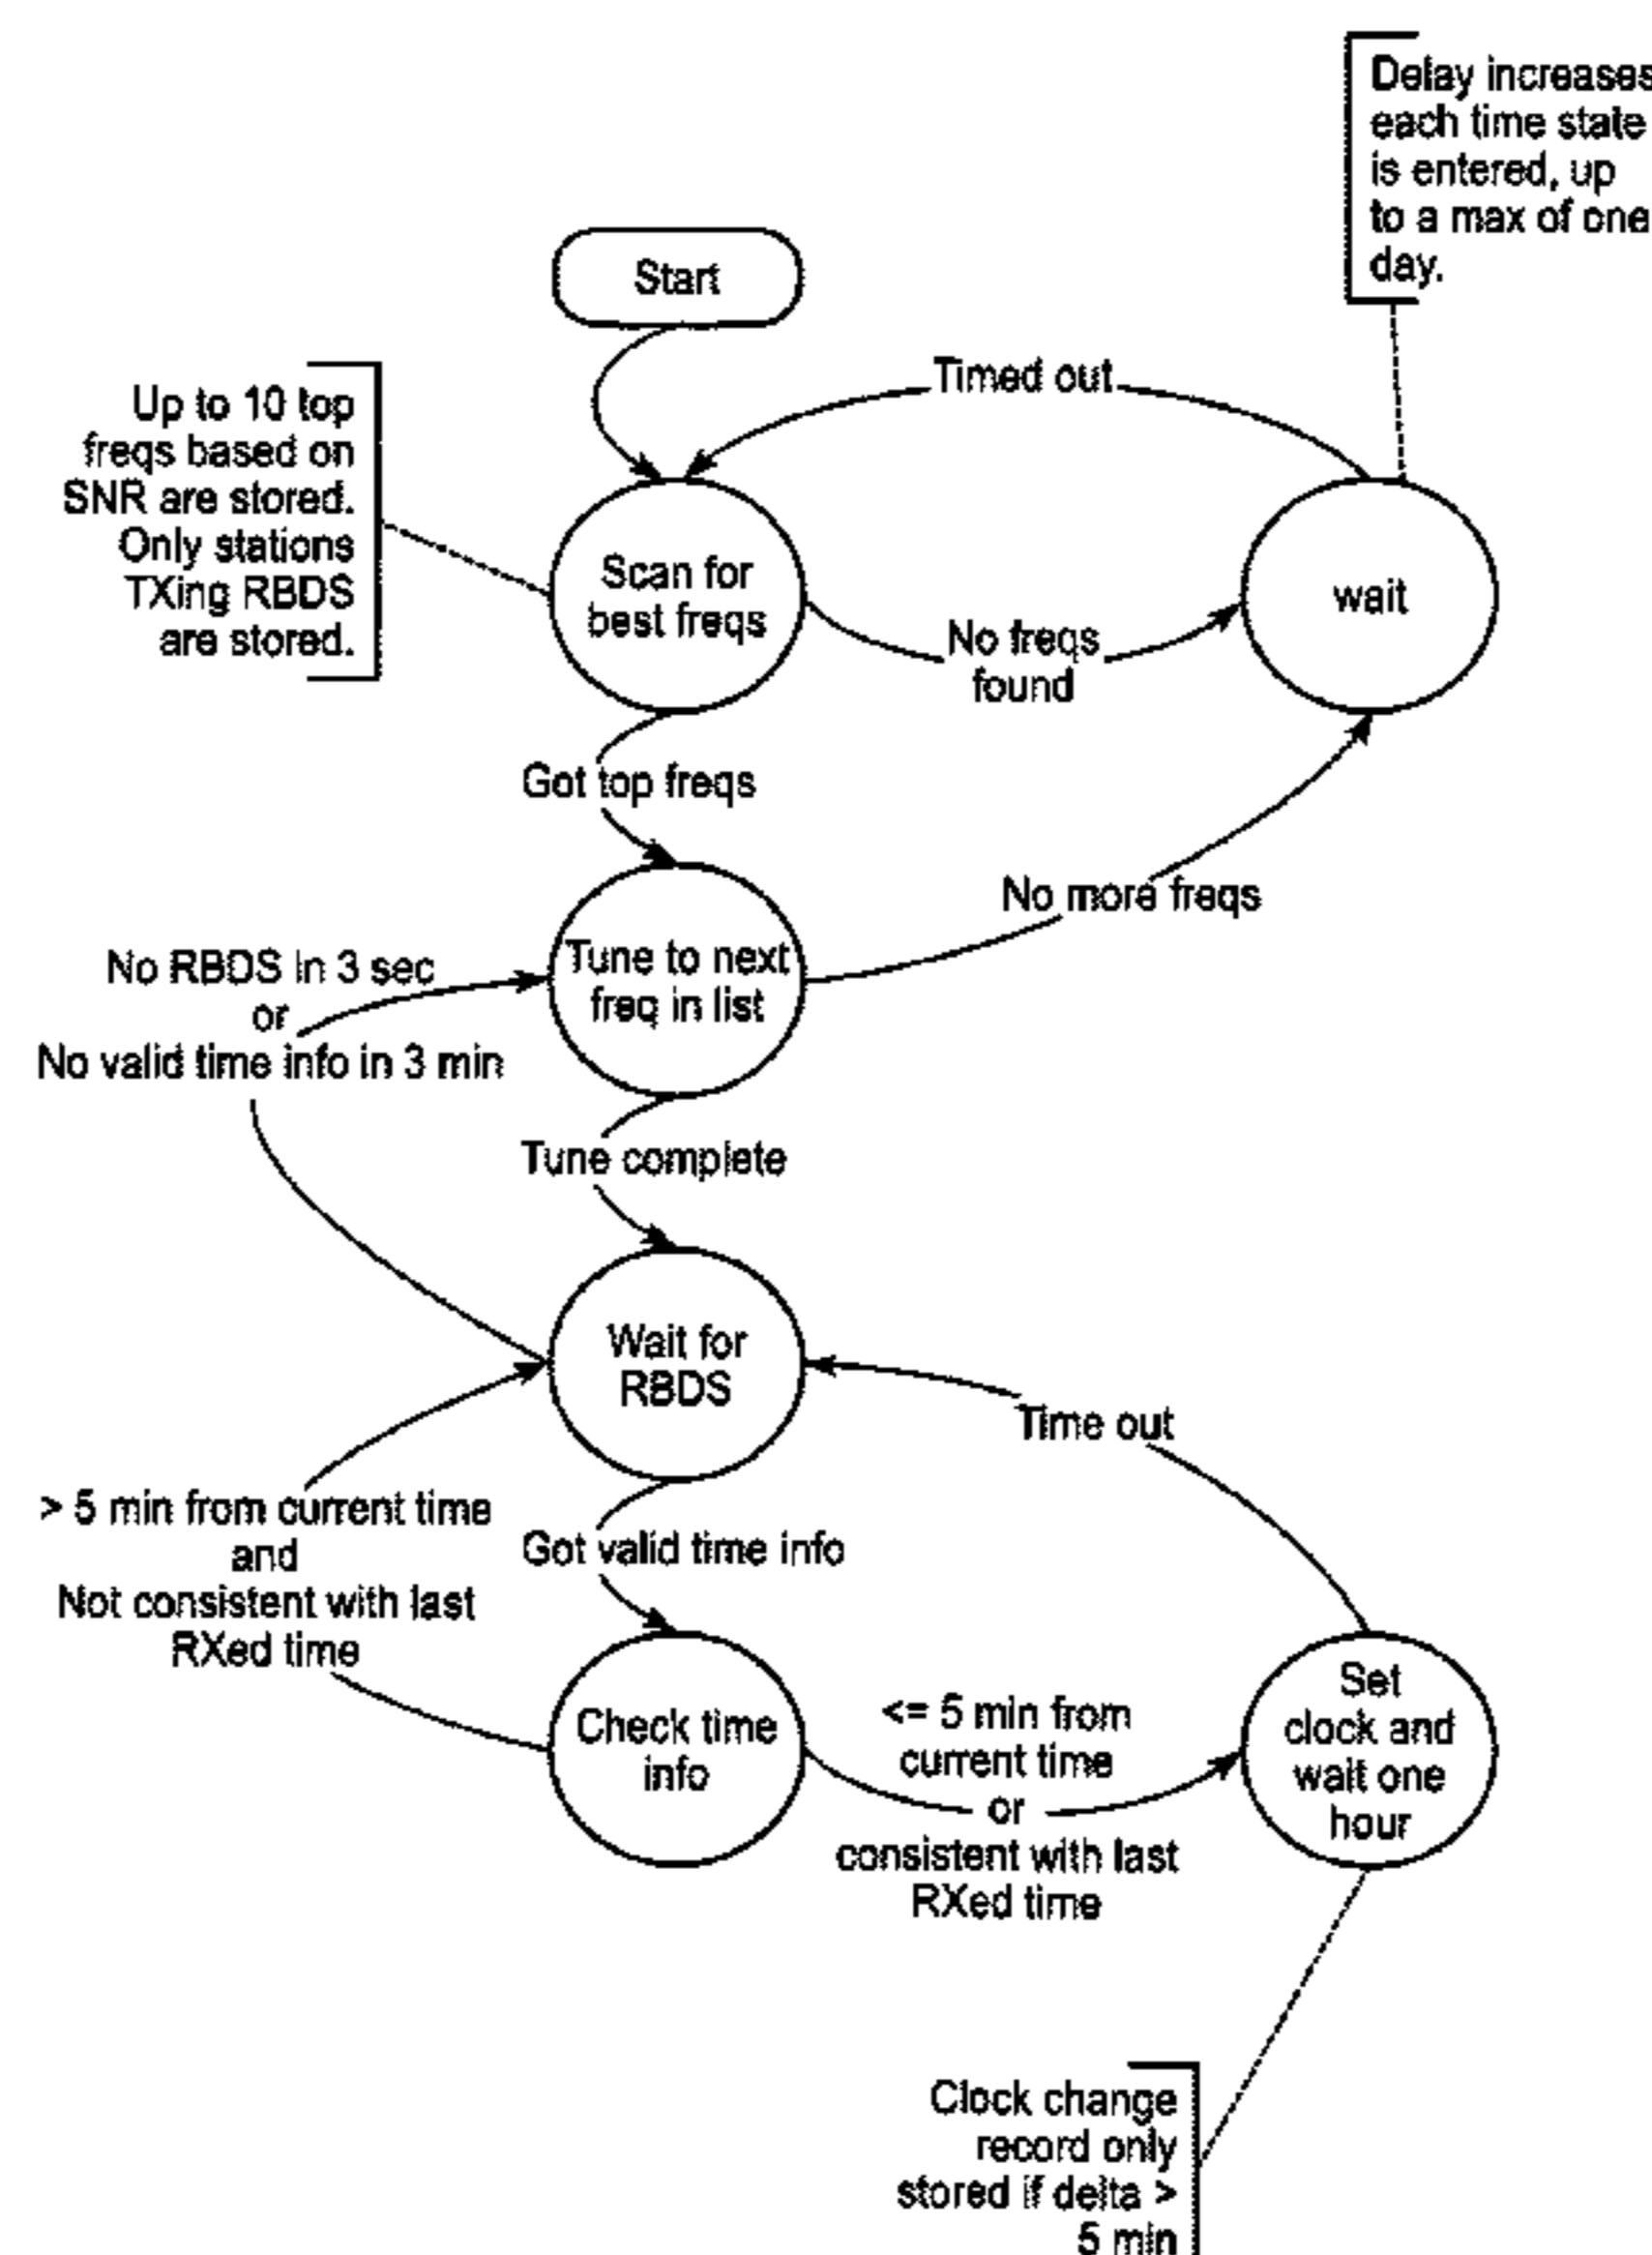 Delay increases
each time state
is entered, up
to a max of one
day.
Start
Timed out
Up to 10 top
freqs based on
SNR are stored.
Only stations
TXing RBDS
are stored.
Scan for
best freqs
wait
No freqs
found
Got top freqs
No more freqs
Tune to next
freq in list
No RBDS in 3 sec
or
No valid time info in 3 min
Tune complete
Wait for
RBDS
Time out
> 5 min from current time
and
Not consistent with last
RXed time
Got valid time info
Check time
info
<= 5 min from
current time
or
consistent with last
RXed time
Set
clock and
wait one
hour
Clock change
record only
stored if delta >
5 min